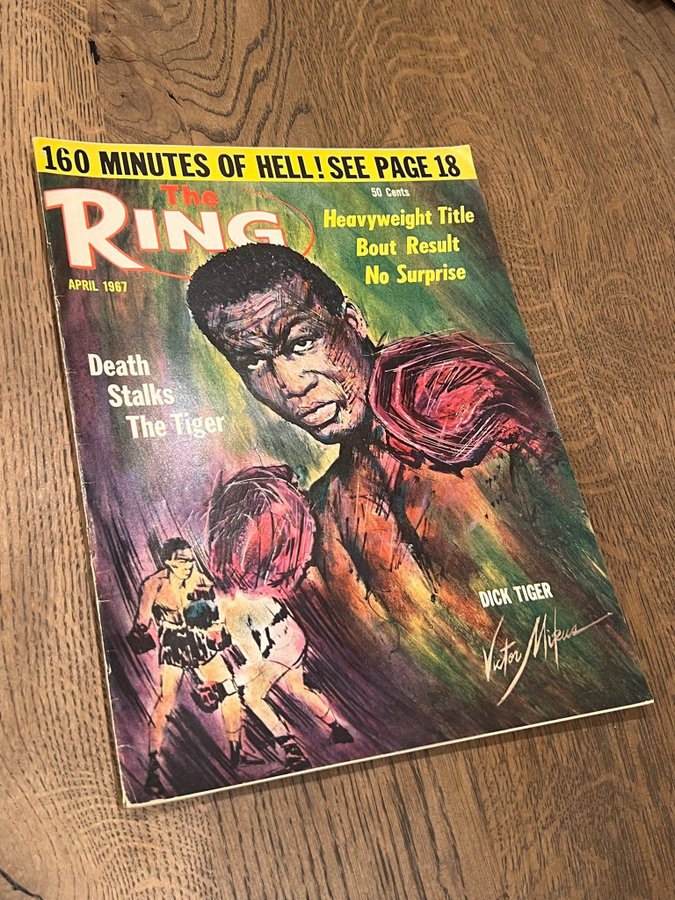 160 MINUTES OF HELL! SEE PAGE 18
50 Cents
The
RING
APRIL 1967
Heavyweight Title
Bout Result
No Surprise
Death
Stalks
The Tiger
DICK TIGER
Victor Mikus